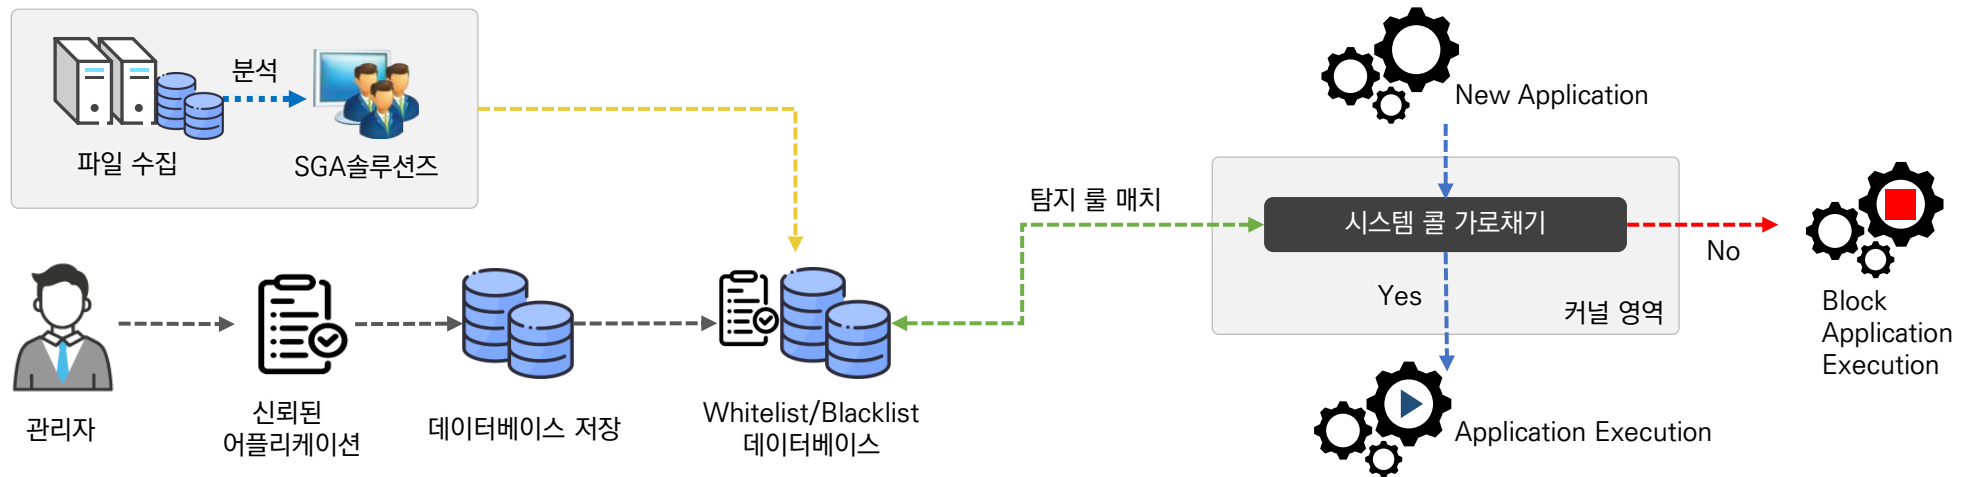 분석
파일 수집
SGA솔루션즈
New Application
탐지 룰 매치
시스템 콜 가로채기
No
Yes
커널 영역
Block
Application
Execution
관리자
신뢰된
어플리케이션
데이터베이스 저장
Whitelist/Blacklist
데이터베이스
Application Execution